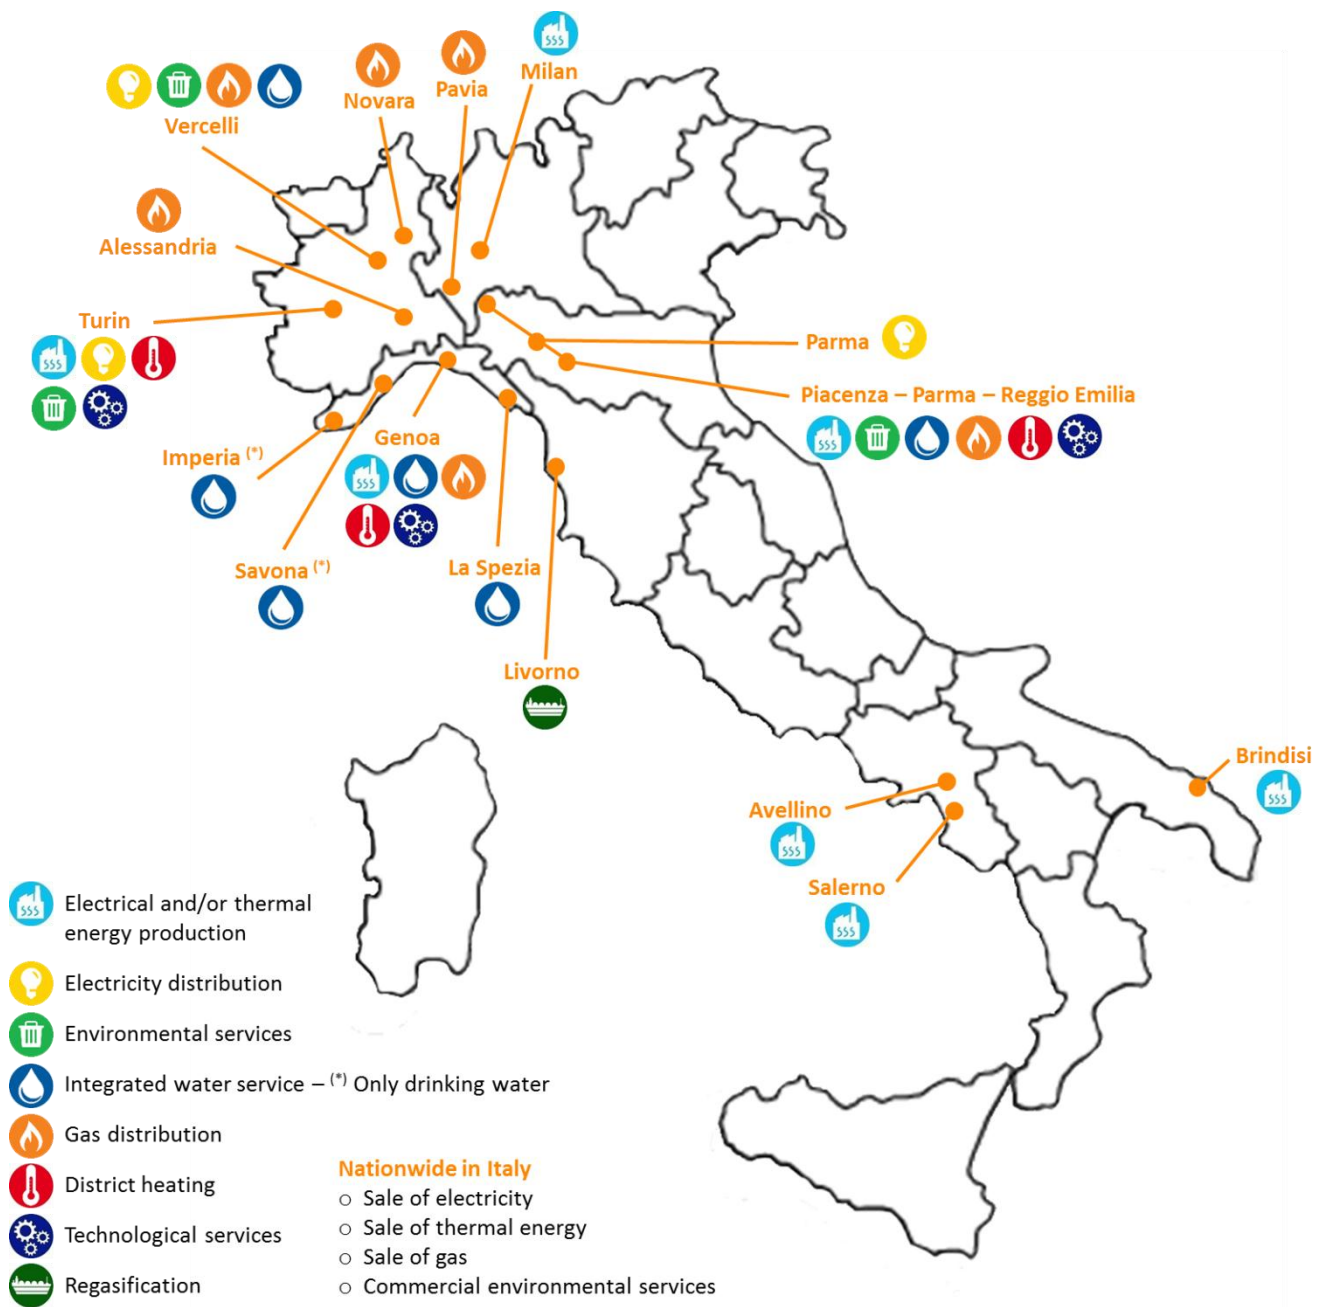 Milan
Pavia
Novara
Vercelli
Alessandria
Turin
Parma
Piacenza – Parma – Reggio Emilia
Genoa
Imperia (*)
Savona (*)
La Spezia
Livorno
Brindisi
Avellino
Salerno
Electrical and/or thermal
energy production
Electricity distribution
Environmental services
Integrated water service – (*) Only drinking water
Gas distribution
District heating
Technological services
Regasification
Nationwide in Italy
○ Sale of electricity
○ Sale of thermal energy
○ Sale of gas
○ Commercial environmental services